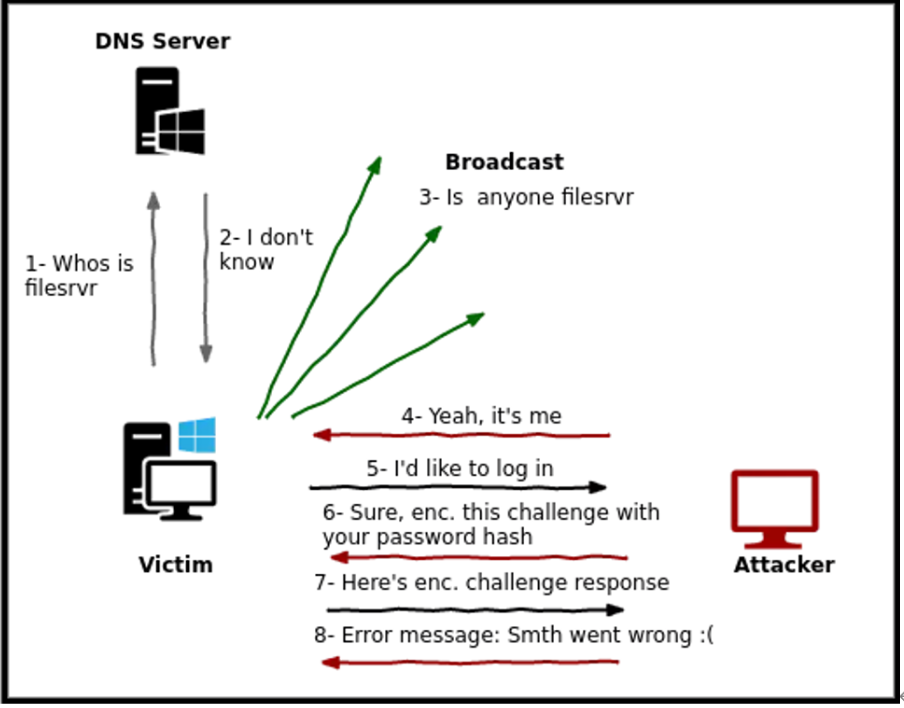 DNS Server
Broadcast
3- Is  anyone filesrvr
2- I don't
know
1- Whos is
filesrvr
4- Yeah, it's me
5- I'd like to log in
6- Sure, enc. this challenge with
your password hash
Victim
Attacker
7- Here's enc. challenge response
8- Error message: Smth went wrong :(